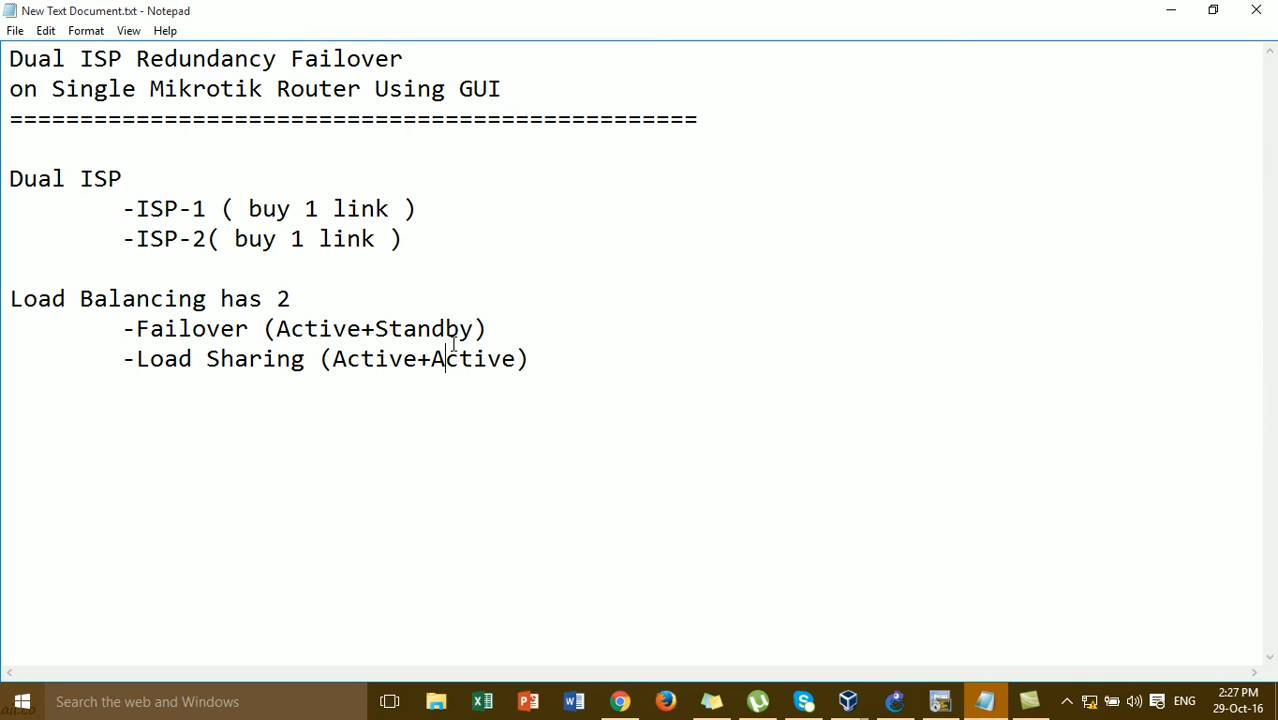 New Text Document.txt - Notepad
File Edit Format View Help
Dual ISP Redundancy Failover
on Single Mikrotik Router Using GUI
=================================================
Dual ISP
-ISP-1 ( buy 1 link )
-ISP-2( buy 1 link )
Load Balancing has 2
-Failover (Active+Standby)
-Load Sharing (Active+Active)
Search the web and Windows
ENG
2:27 PM
29-Oct-16